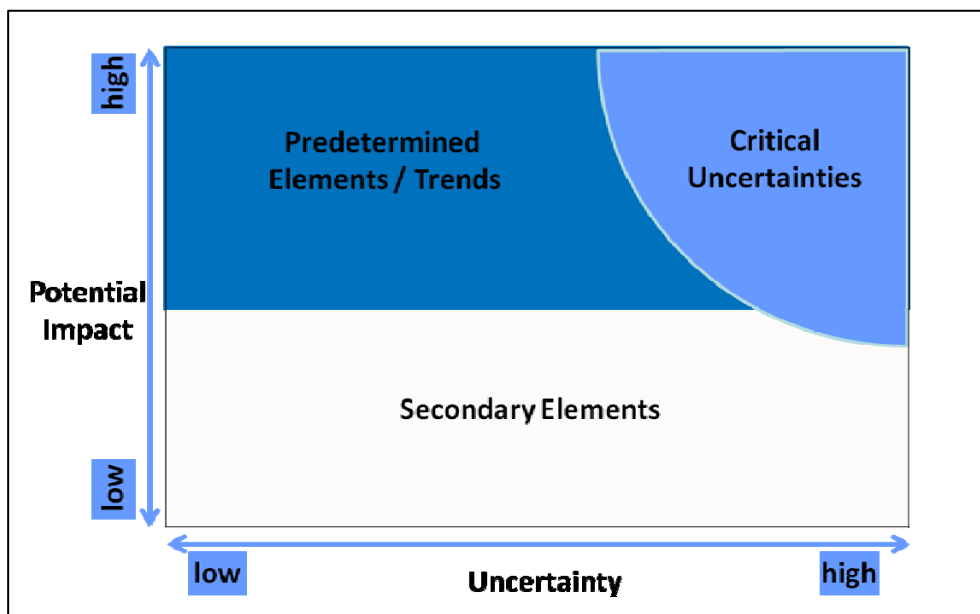 high
Predetermined
Elements / Trends
Critical
Uncertainties
Potential
Impact
Secondary Elements
low
low
Uncertainty
high